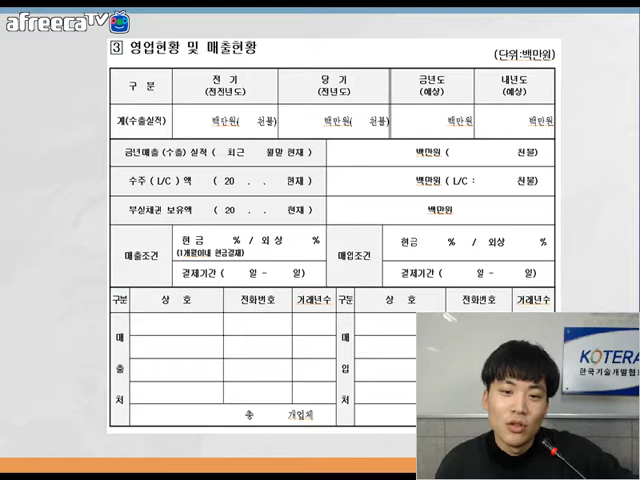 afreecaTV
3 영업현황 및 매출현황
(단위:백만원)
구 분 전 기 (전전년도) 당 기 (전년도) 금년도 (예상) 내년도 (예상)
계(수출실적) 백만원( 천불) 백만원( 천불) 백만원 백만원
금년매출 (수출) 실적 ( 최근 월말 현재 ) 백만원 ( 천불)
수주 ( L/C ) 액 ( 20 . . 현재 ) 백만원 ( L/C : 천불)
부실채권 보유액 ( 20 . . 현재 ) 백만원
매출조건 현 금 % / 외 상 % (1개월이내 현금결제) 매입조건 현금 % / 외상 %
결제기간 ( 일 - 일) 결제기간 ( 일 - 일)
구분 상 호 전화번호 거래년수 구분 상 호 전화번호 거래년수
매 출 처 매 입 처
총 개업체
KOTERA
한국기술개발협